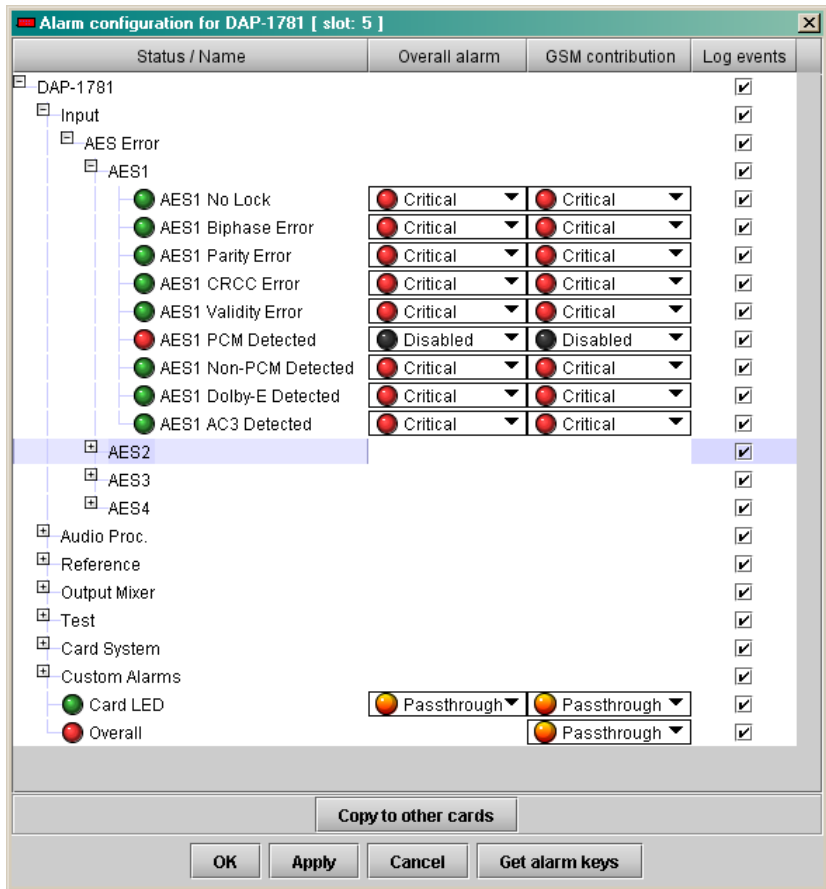 Alarm configuration for DAP-1781 [ slot: 5 ]
Status / Name Overall alarm GSM contribution Log events
DAP-1781
Input
AES Error
AES1
AES1 No Lock Critical Critical
AES1 Biphase Error Critical Critical
AES1 Parity Error Critical Critical
AES1 CRCC Error Critical Critical
AES1 Validity Error Critical Critical
AES1 PCM Detected Disabled Disabled
AES1 Non-PCM Detected Critical Critical
AES1 Dolby-E Detected Critical Critical
AES1 AC3 Detected Critical Critical
AES2
AES3
AES4
Audio Proc.
Reference
Output Mixer
Test
Card System
Custom Alarms
Card LED Passthrough Passthrough
Overall Passthrough
Copy to other cards
OK Apply Cancel Get alarm keys